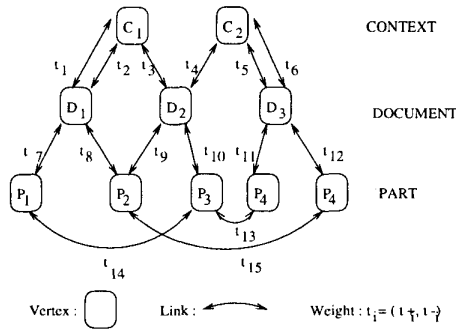 C1 C2 CONTEXT
t1 t2 t3 t4 t5 t6
D1 D2 D3 DOCUMENT
t7 t8 t9 t10 t11 t12
P1 P2 P3 P4 P4 PART
t13
t14 t15
Vertex : Link : Weight : ti = ( t+i, t-i )